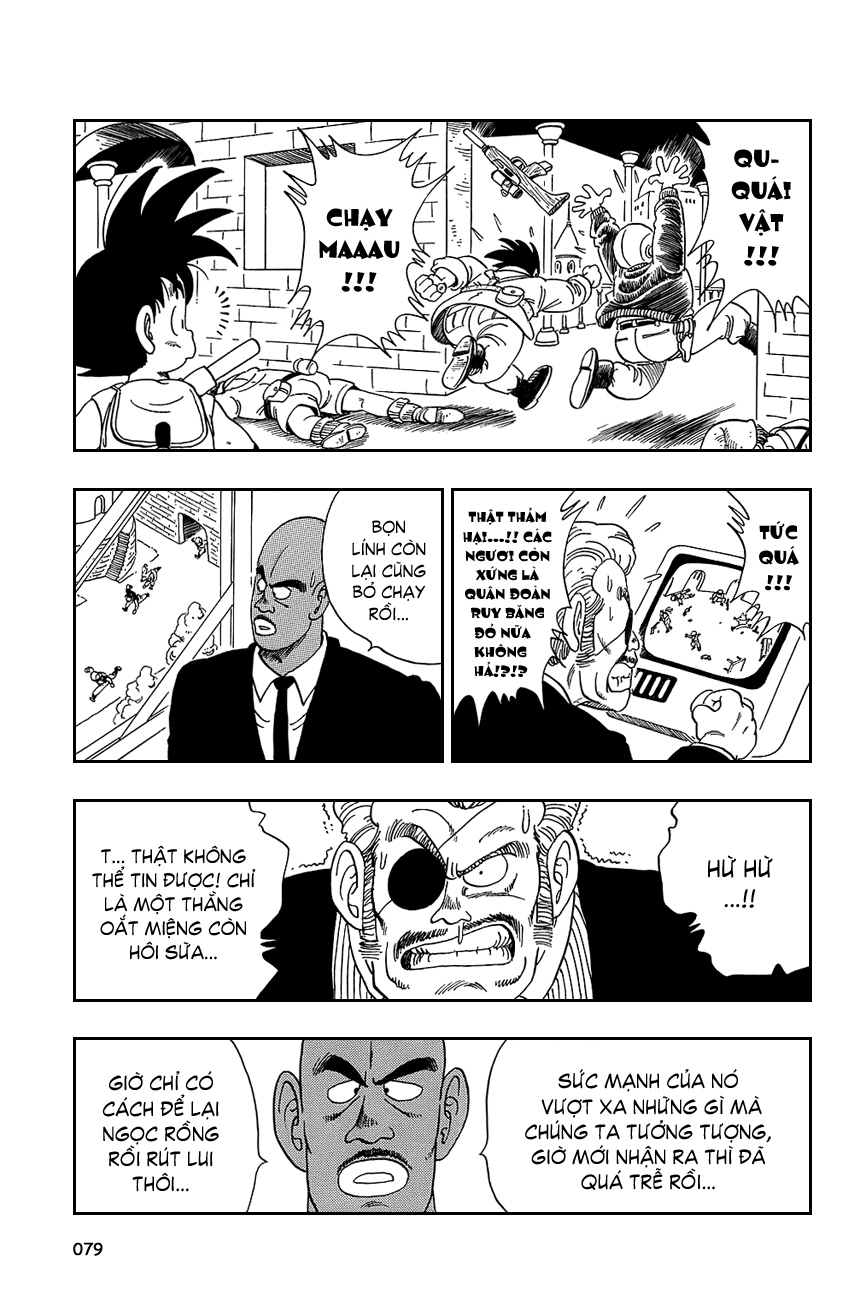 QU-
QUÁI
VẬT
!!!
CHẠY
MAAAU
!!!
TỨC
QUÁ
!!!
THẬT THẢM
HẠI...!! CÁC
NGƯƠI CÒN
XỨNG LÀ
QUÂN ĐOÀN
RUY BĂNG
ĐỎ NỮA
KHÔNG
HẢ!?!?
BỌN
LÍNH CÒN
LẠI CŨNG
BỎ CHẠY
RỒI...
HỪ HỪ
...!!
T... THẬT KHÔNG
THỂ TIN ĐƯỢC! CHỈ
LÀ MỘT THẰNG
OẮT MIỆNG CÒN
HÔI SỮA...
SỨC MẠNH CỦA NÓ
VƯỢT XA NHỮNG GÌ MÀ
CHÚNG TA TƯỞNG TƯỢNG,
GIỜ MỚI NHẬN RA THÌ ĐÃ
QUÁ TRỄ RỒI...
GIỜ CHỈ CÓ
CÁCH ĐỂ LẠI
NGỌC RỒNG
RỒI RÚT LUI
THÔI...
079